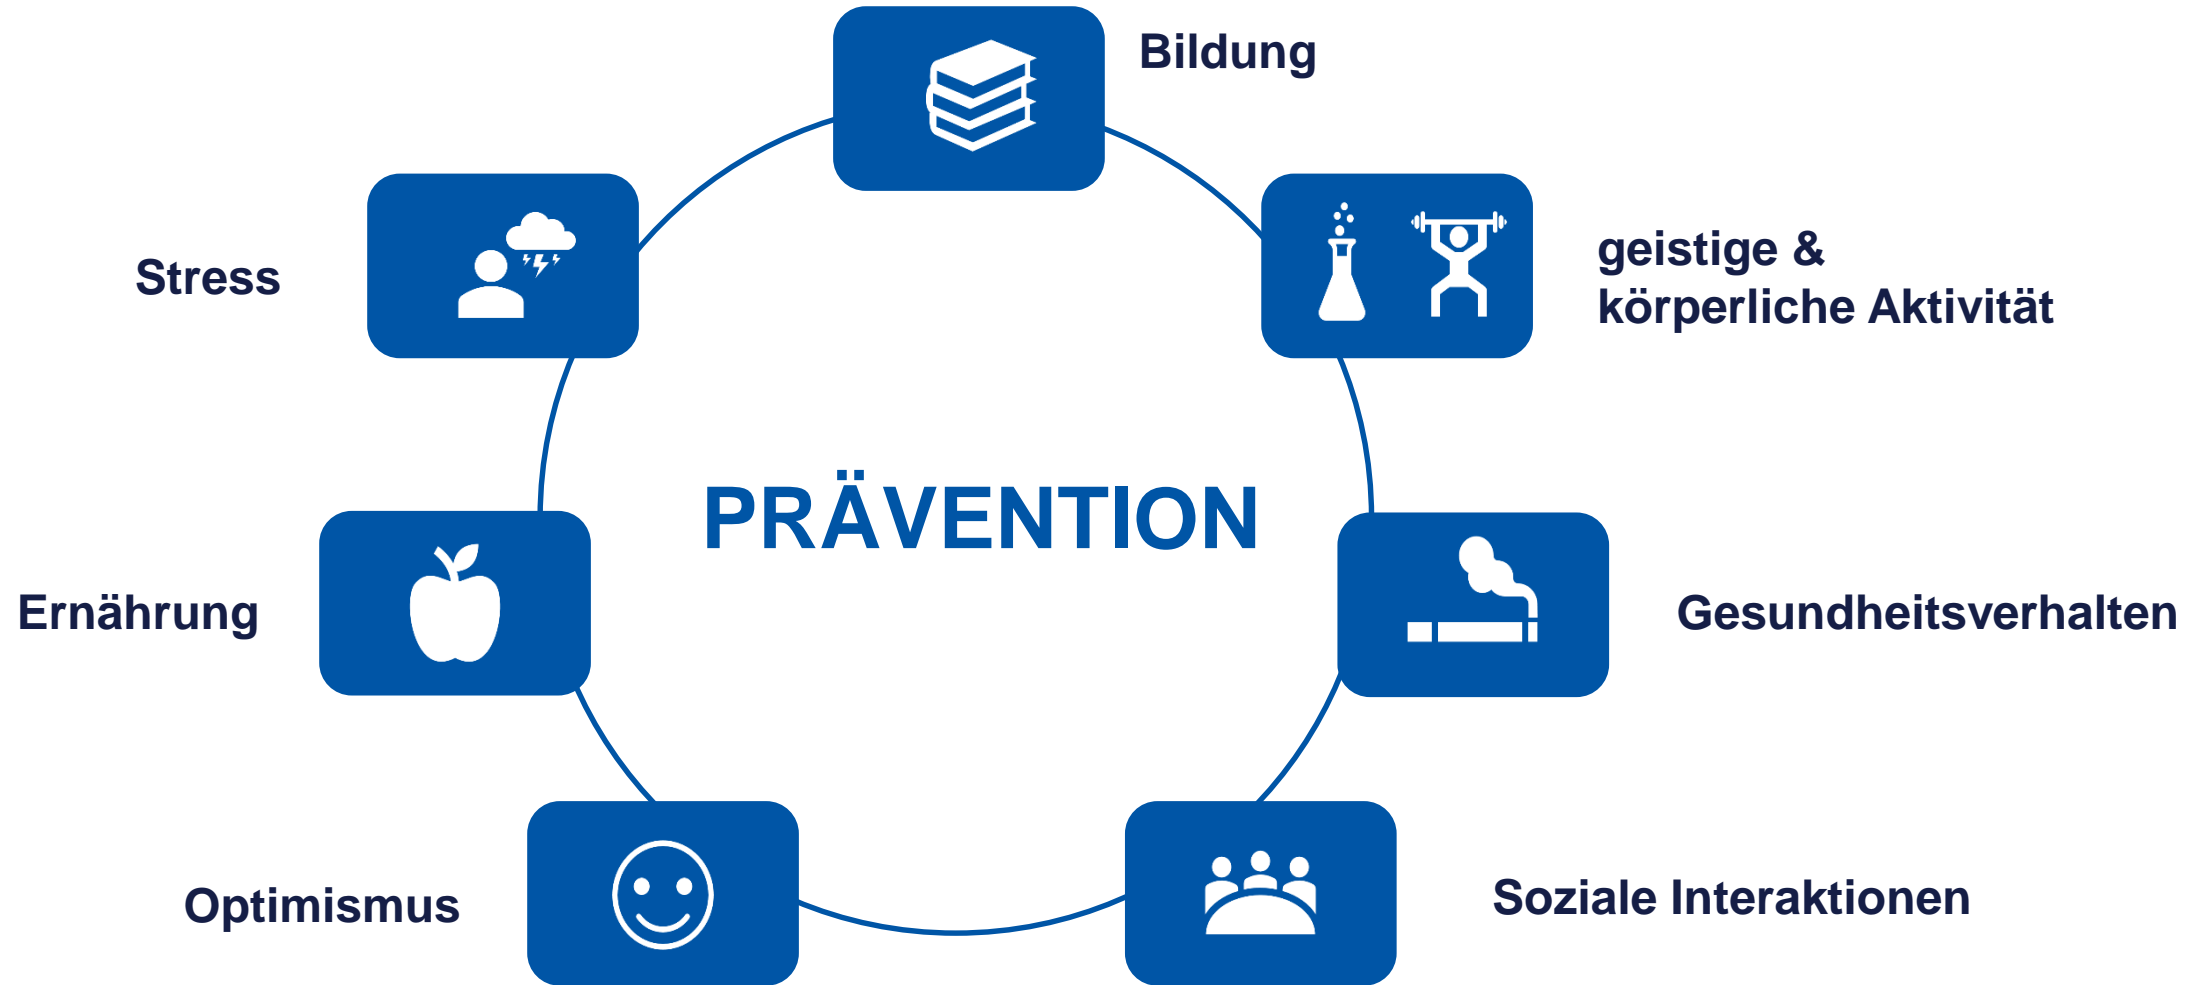 Bildung
Stress
geistige &
körperliche Aktivität
PRÄVENTION
Ernährung
Gesundheitsverhalten
Optimismus
Soziale Interaktionen